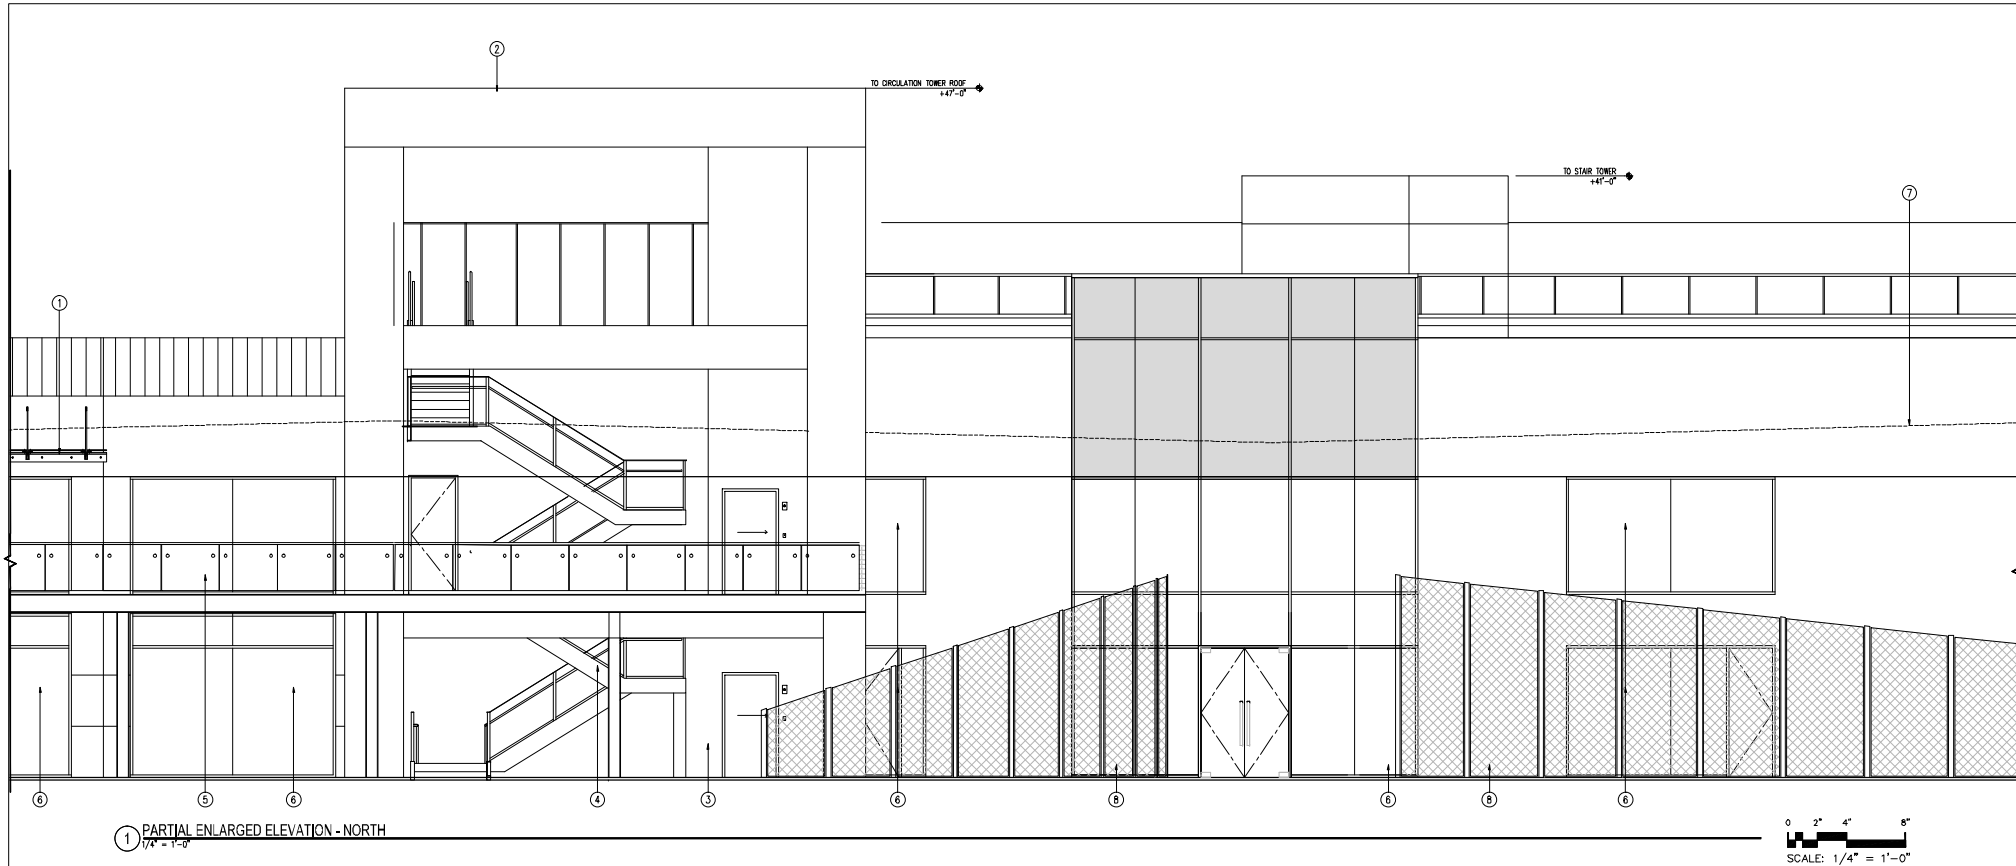 2
TO CIRCULATION TOWER ROOF
+47'-0"
TO STAIR TOWER
+41'-0"
7
1
6
5
6
4
3
6
8
6
8
6
1
PARTIAL ENLARGED ELEVATION - NORTH
1/4" = 1'-0"
0 2" 4" 8"
SCALE: 1/4" = 1'-0"